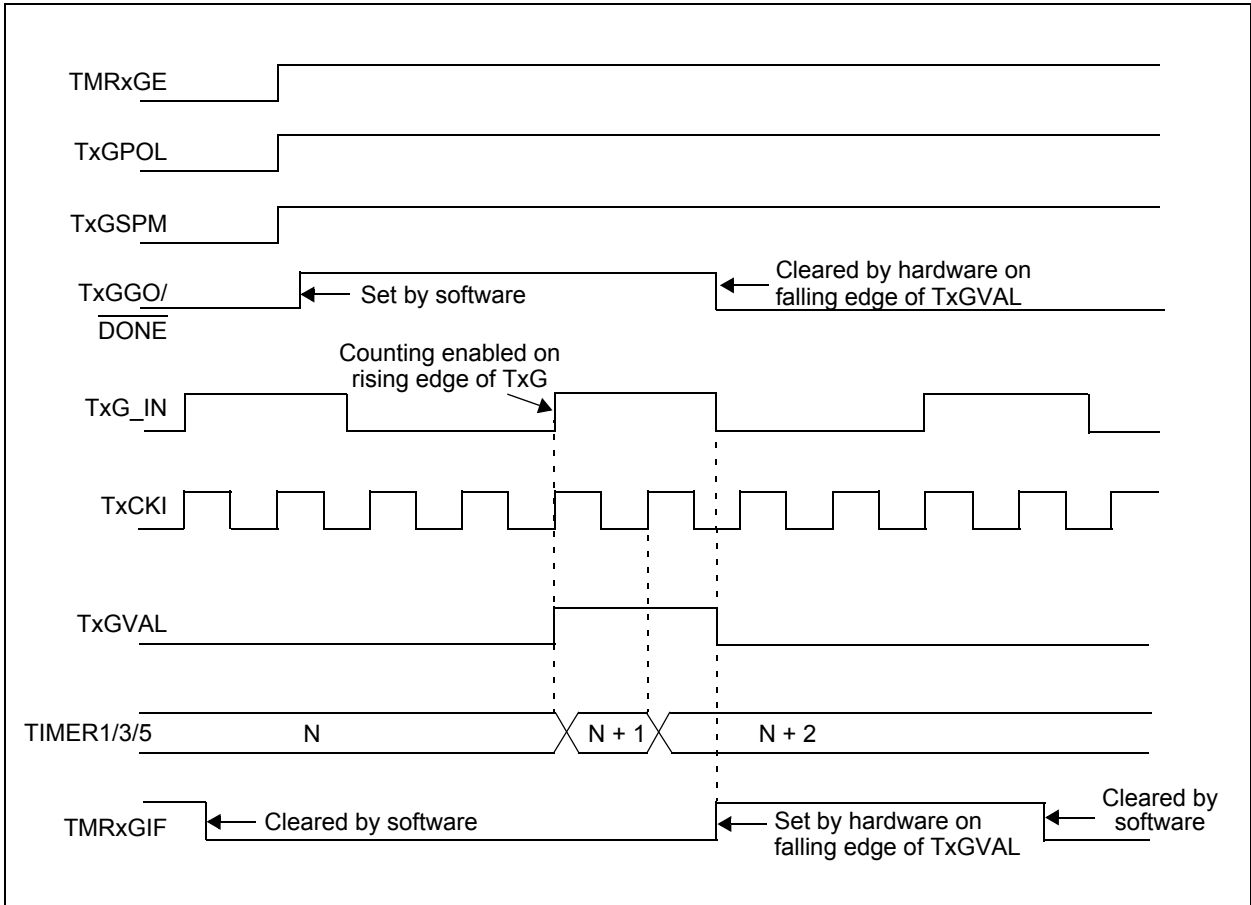 TMRxGE
TxGPOL
TxGSPM
TxGGO/
DONE
Set by software
Cleared by hardware on
falling edge of TxGVAL
Counting enabled on
rising edge of TxG
TxG_IN
TxCKI
TxGVAL
TIMER1/3/5
N
N + 1
N + 2
TMRxGIF
Cleared by software
Set by hardware on
falling edge of TxGVAL
Cleared by
software